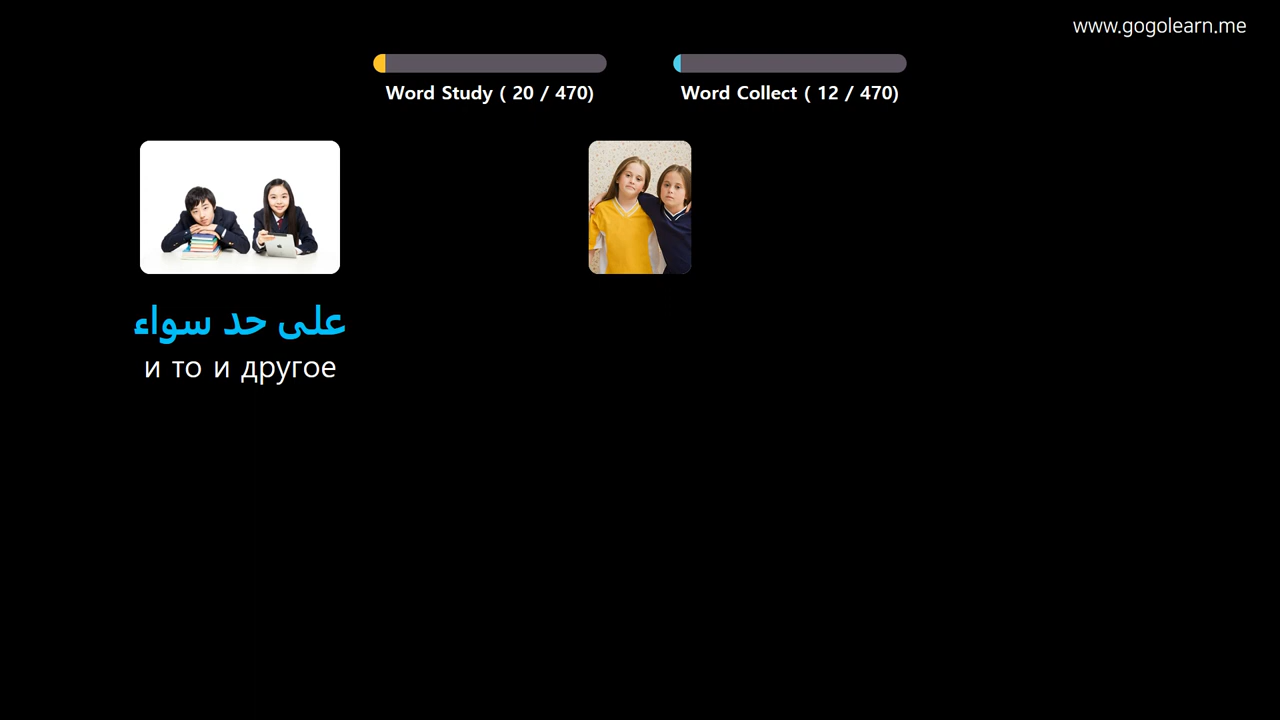 www.gogolearn.me
Word Study ( 20 / 470)
Word Collect ( 12 / 470)
على حد سواء
и то и другое